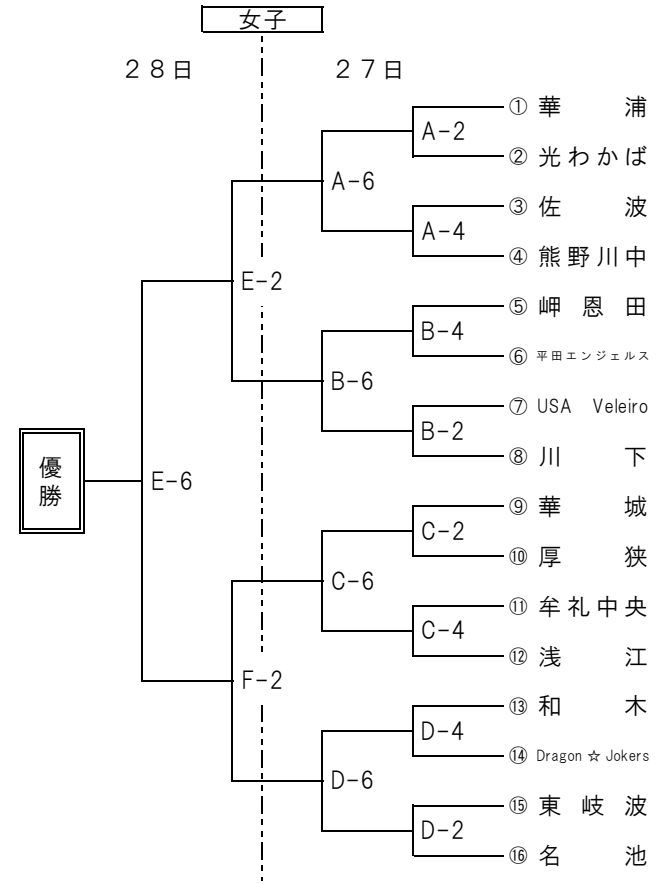 女子
２８日 ２７日
① 華 浦
A-2
② 光わかば
A-6
③ 佐 波
A-4
④ 熊野川中
E-2
⑤ 岬 恩 田
B-4
⑥ 平田エンジェルス
B-6
⑦ USA Veleiro
B-2
⑧ 川 下
優勝
E-6
⑨ 華 城
C-2
⑩ 厚 狭
C-6
⑪ 牟礼中央
C-4
⑫ 浅 江
F-2
⑬ 和 木
D-4
⑭ Dragon ☆ Jokers
D-6
⑮ 東 岐 波
D-2
⑯ 名 池